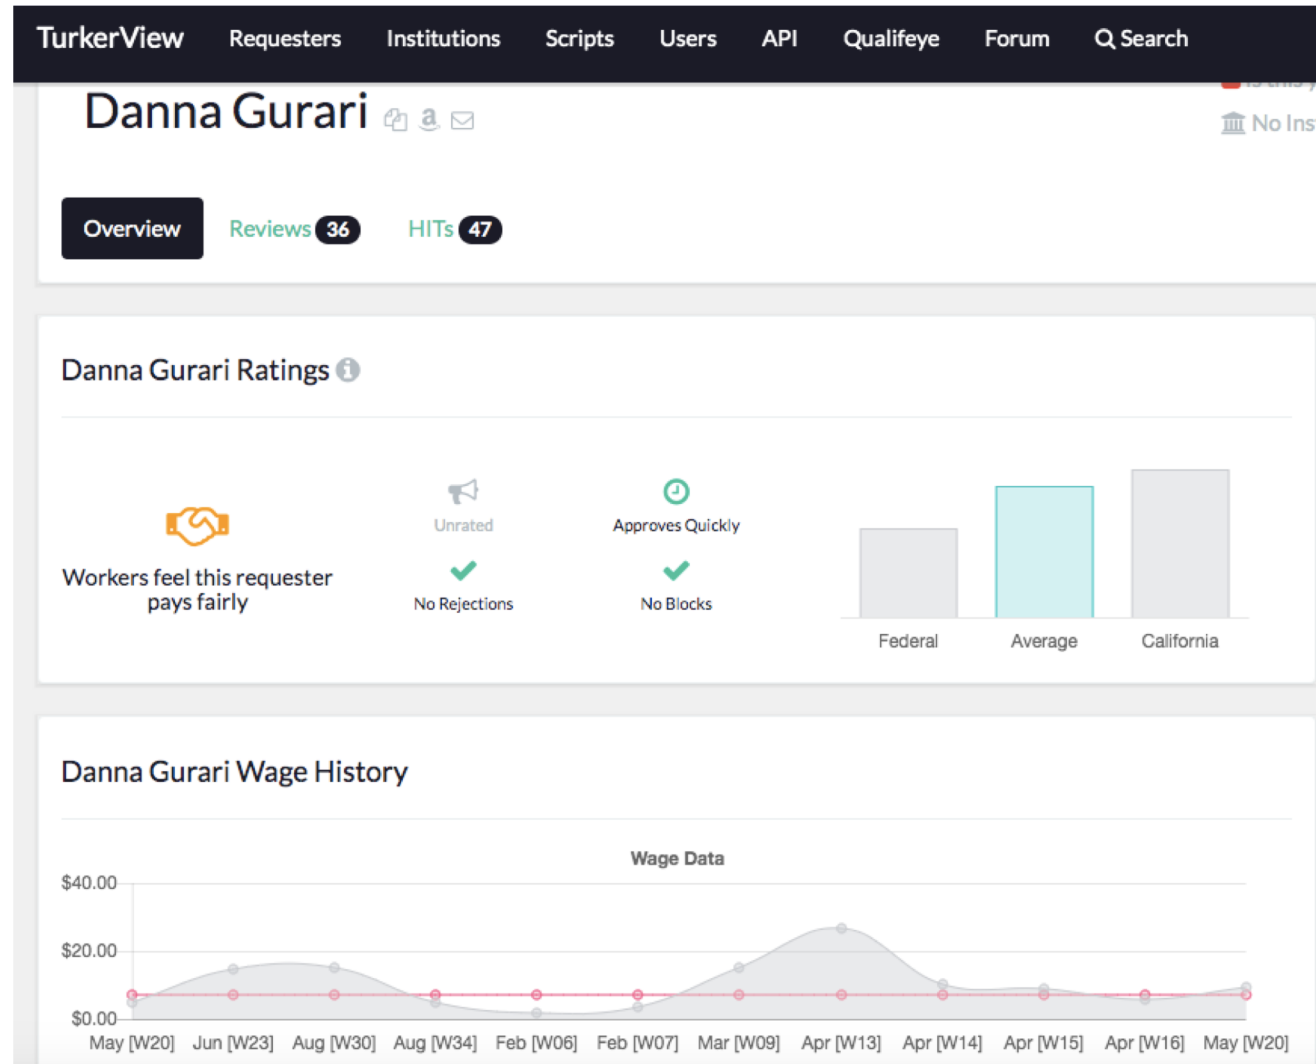 TurkerView Requesters Institutions Scripts Users API Qualifeye Forum Search
Danna Gurari
No Ins
Overview Reviews 36 HITs 47
Danna Gurari Ratings
Workers feel this requester
pays fairly
Unrated
Approves Quickly
No Rejections
No Blocks
Federal Average California
Danna Gurari Wage History
Wage Data
$40.00
$20.00
$0.00
May [W20] Jun [W23] Aug [W30] Aug [W34] Feb [W06] Feb [W07] Mar [W09] Apr [W13] Apr [W14] Apr [W15] Apr [W16] May [W20]